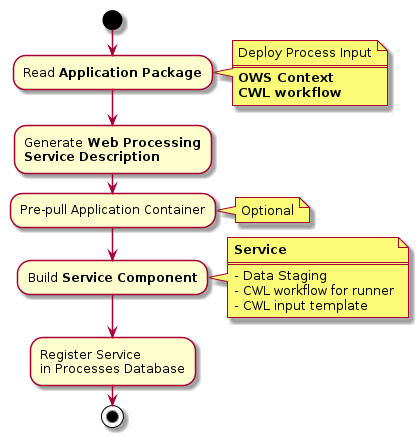 Deploy Process Input
OWS Context
CWL workflow
Read Application Package
Generate Web Processing
Service Description
Pre-pull Application Container
Optional
Service
- Data Staging
- CWL workflow for runner
- CWL input template
Build Service Component
Register Service
in Processes Database